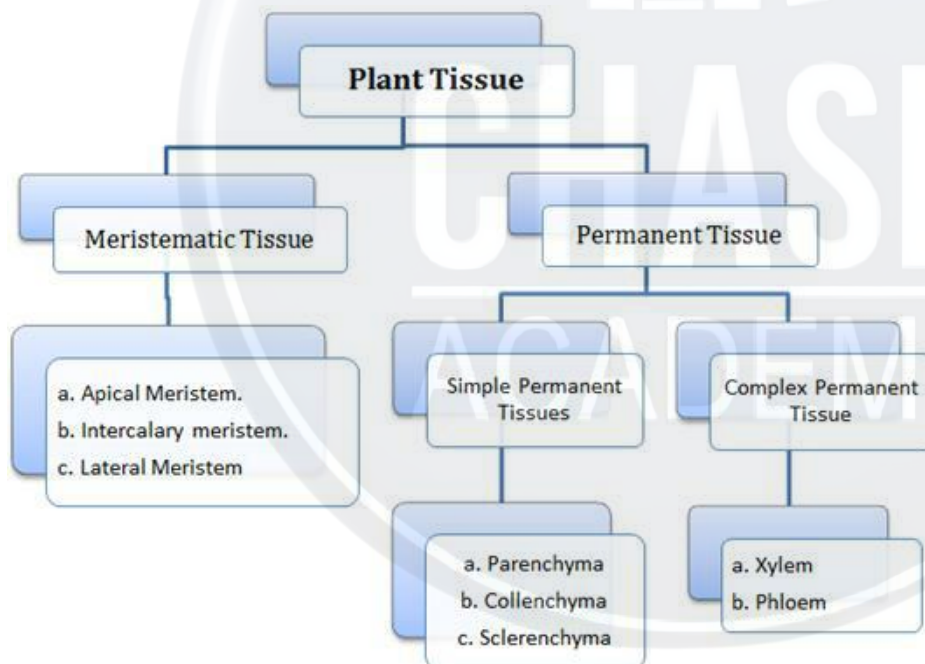 Plant Tissue
Meristematic Tissue
Permanent Tissue
a. Apical Meristem.
b. Intercalary meristem.
c. Lateral Meristem
Simple Permanent
Tissues
Complex Permanent
Tissue
a. Parenchyma
b. Collenchyma
c. Sclerenchyma
a. Xylem
b. Phloem